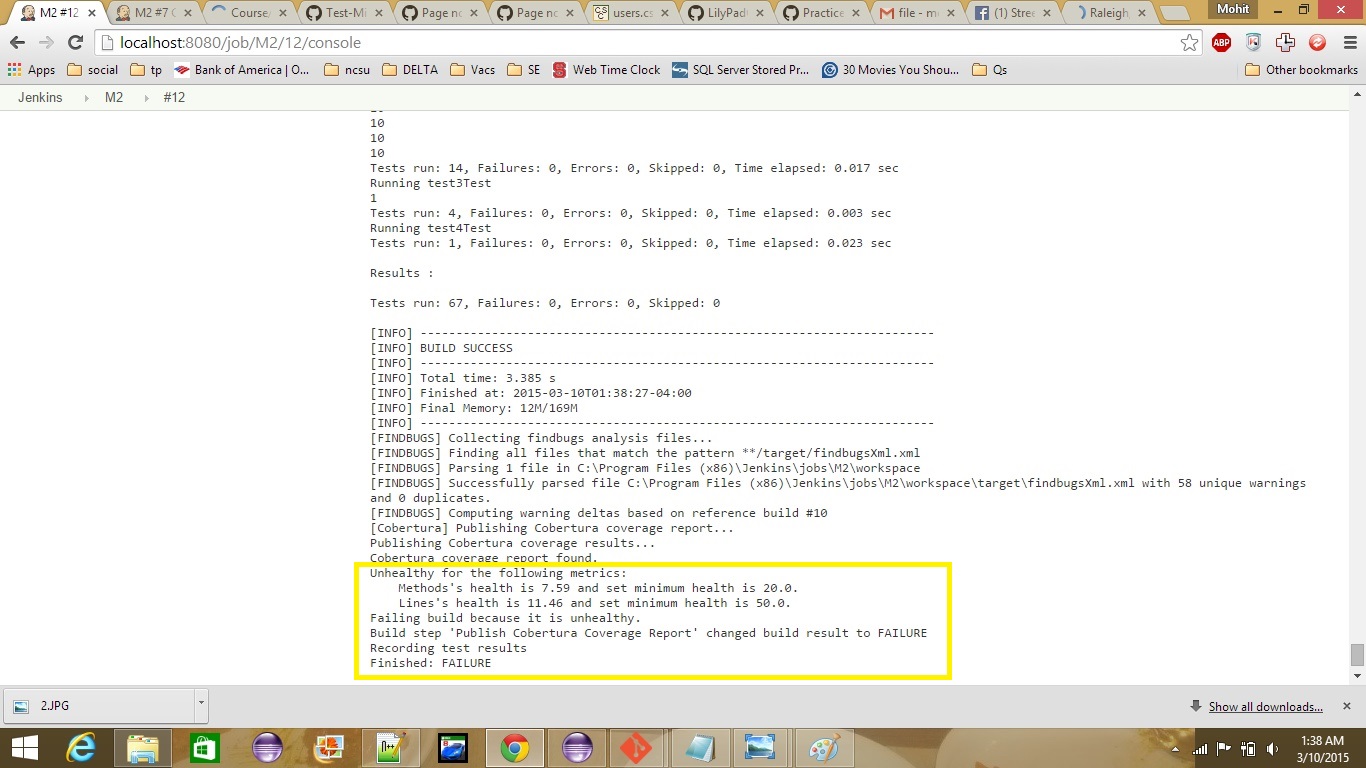 M2 #12
M2 #7 C
Course/
Test-Mi
Page no
Page no
users.cs
LilyPad
Practice
file - m
(1) Stree
Raleigh
Mohit
localhost:8080/job/M2/12/console
ABP
Apps social tp Bank of America | O... ncsu DELTA Vacs SE Web Time Clock SQL Server Stored Pr... 30 Movies You Shou... Qs Other bookmarks
Jenkins M2 #12
10
10
10
Tests run: 14, Failures: 0, Errors: 0, Skipped: 0, Time elapsed: 0.017 sec
Running test3Test
1
Tests run: 4, Failures: 0, Errors: 0, Skipped: 0, Time elapsed: 0.003 sec
Running test4Test
Tests run: 1, Failures: 0, Errors: 0, Skipped: 0, Time elapsed: 0.023 sec
Results :
Tests run: 67, Failures: 0, Errors: 0, Skipped: 0
[INFO] ------------------------------------------------------------------------
[INFO] BUILD SUCCESS
[INFO] ------------------------------------------------------------------------
[INFO] Total time: 3.385 s
[INFO] Finished at: 2015-03-10T01:38:27-04:00
[INFO] Final Memory: 12M/169M
[INFO] ------------------------------------------------------------------------
[FINDBUGS] Collecting findbugs analysis files...
[FINDBUGS] Finding all files that match the pattern **/target/findbugsXml.xml
[FINDBUGS] Parsing 1 file in C:\Program Files (x86)\Jenkins\jobs\M2\workspace
[FINDBUGS] Successfully parsed file C:\Program Files (x86)\Jenkins\jobs\M2\workspace\target\findbugsXml.xml with 58 unique warnings
and 0 duplicates.
[FINDBUGS] Computing warning deltas based on reference build #10
[Cobertura] Publishing Cobertura coverage report...
Publishing Cobertura coverage results...
Cobertura coverage report found.
Unhealthy for the following metrics:
Methods's health is 7.59 and set minimum health is 20.0.
Lines's health is 11.46 and set minimum health is 50.0.
Failing build because it is unhealthy.
Build step 'Publish Cobertura Coverage Report' changed build result to FAILURE
Recording test results
Finished: FAILURE
2.JPG
Show all downloads...
1:38 AM
3/10/2015